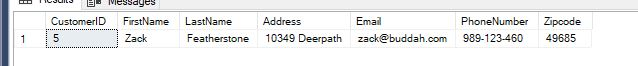 Results Messages
CustomerID FirstName LastName Address Email PhoneNumber Zipcode
1 5 Zack Featherstone 10349 Deerpath zack@buddah.com 989-123-460 49685